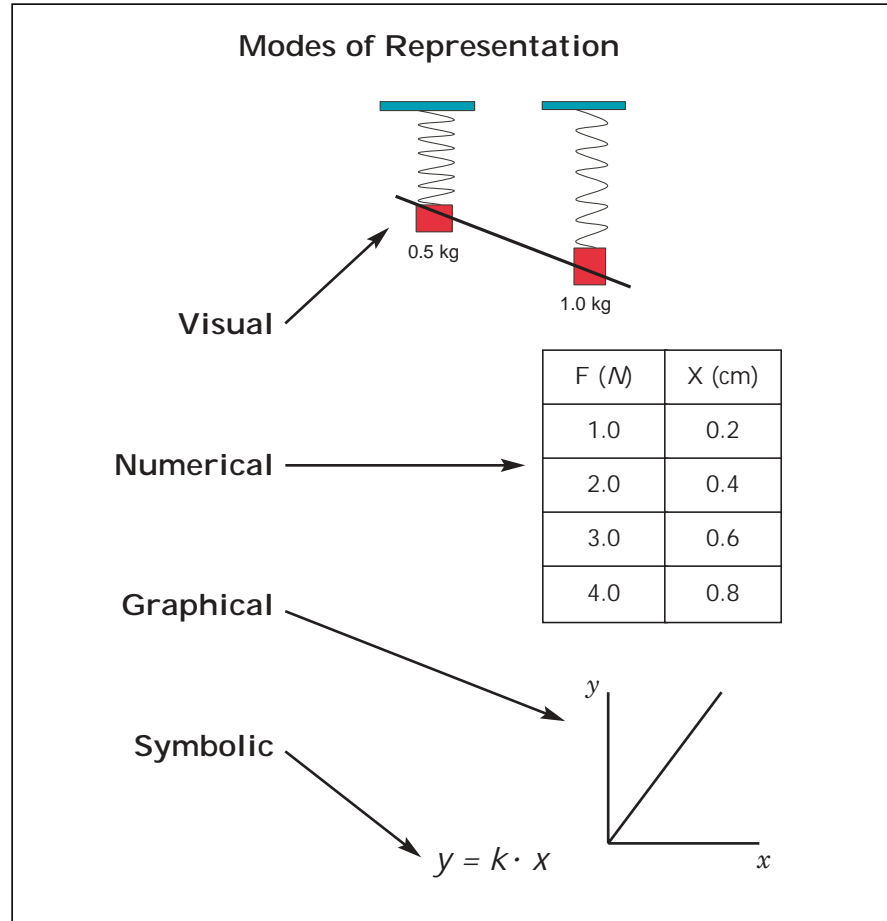 Modes of Representation
0.5 kg
1.0 kg
Visual
F (N) X (cm)
1.0 0.2
Numerical
2.0 0.4
3.0 0.6
4.0 0.8
Graphical
y
Symbolic
x
y = k · x